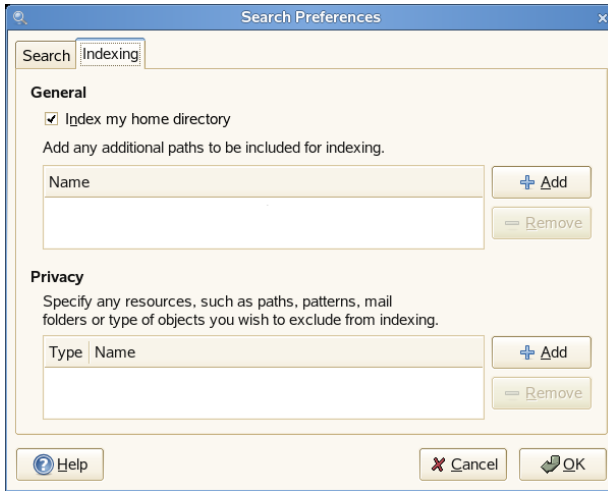 Search Preferences
Search
Indexing
General
Index my home directory
Add any additional paths to be included for indexing.
Name
Add
Remove
Privacy
Specify any resources, such as paths, patterns, mail
folders or type of objects you wish to exclude from indexing.
Type Name
Add
Remove
Help
Cancel
OK